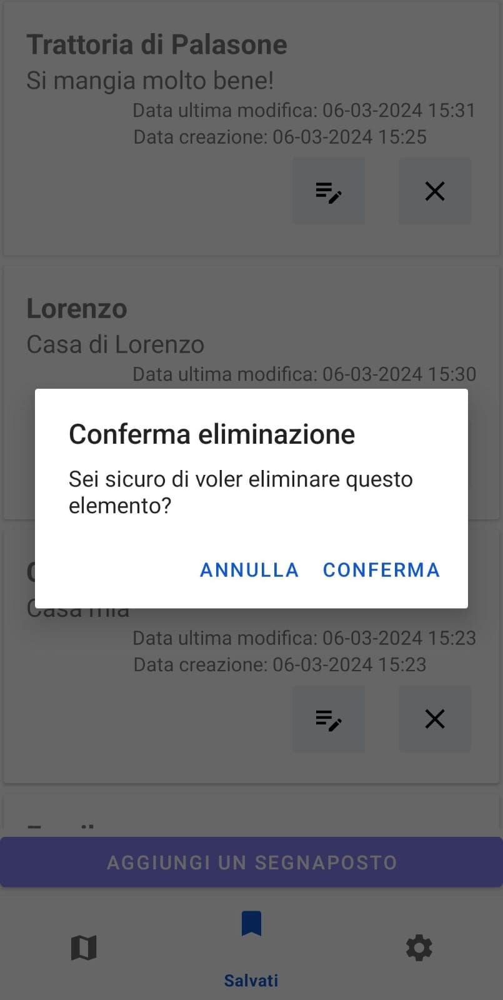 Trattoria di Palasone
Si mangia molto bene!
Data ultima modifica: 06-03-2024 15:31
Data creazione: 06-03-2024 15:25
Lorenzo
Casa di Lorenzo
Data ultima modifica: 06-03-2024 15:30
Conferma eliminazione
Sei sicuro di voler eliminare questo
elemento?
ANNULLA CONFERMA
Casa mia
Data ultima modifica: 06-03-2024 15:23
Data creazione: 06-03-2024 15:23
AGGIUNGI UN SEGNAPOSTO
Salvati